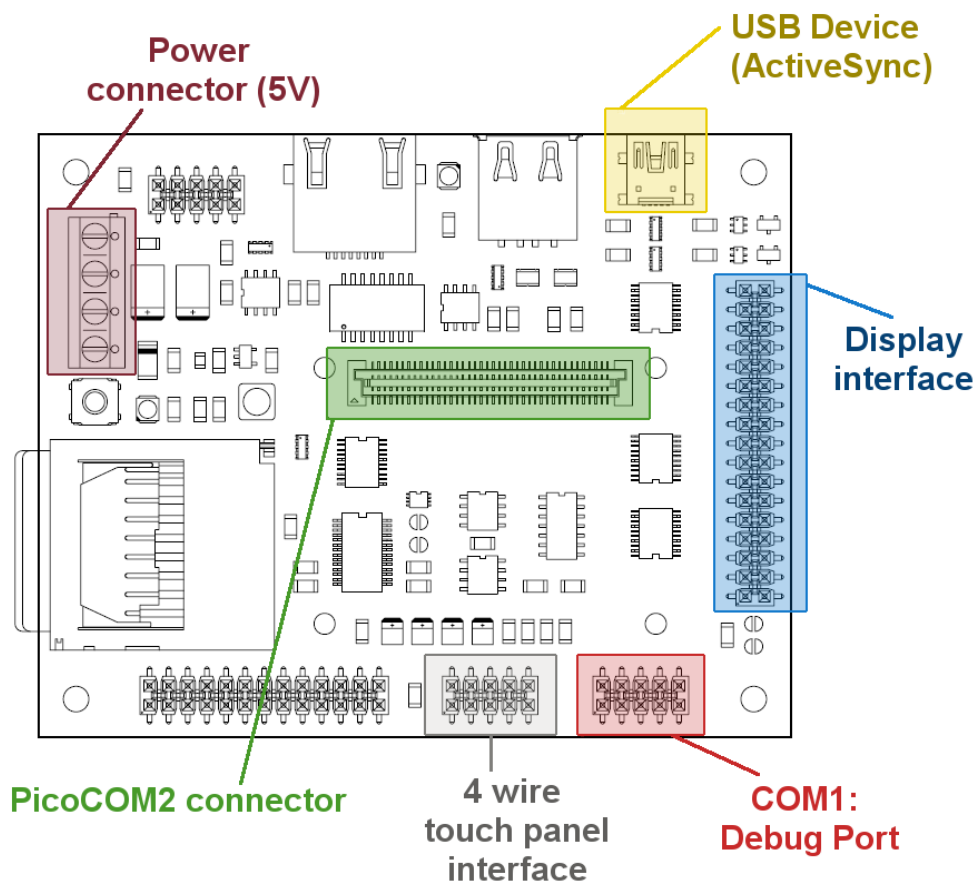 USB Device
(ActiveSync)
Power
connector (5V)
Display
interface
PicoCOM2 connector
4 wire
touch panel
interface
COM1:
Debug Port